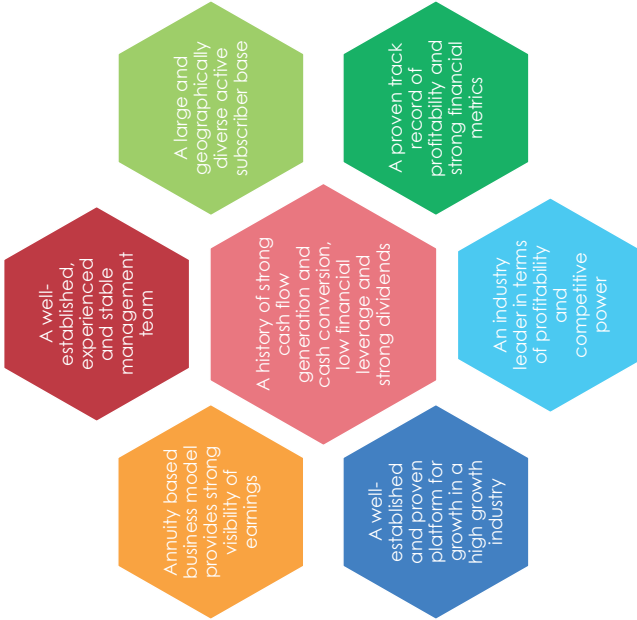 A well-
established,
experienced
and stable
management
team
Annuity based
business model
provides strong
visibility of
earnings
A large and
geographically
diverse active
subscriber base
A history of strong
cash flow
generation and
cash conversion,
low financial
leverage and
strong dividends
A well-
established
and proven
platform for
growth in a
high growth
industry
A proven track
record of
profitability and
strong financial
metrics
An industry
leader in terms
of profitability
and
competitive
power